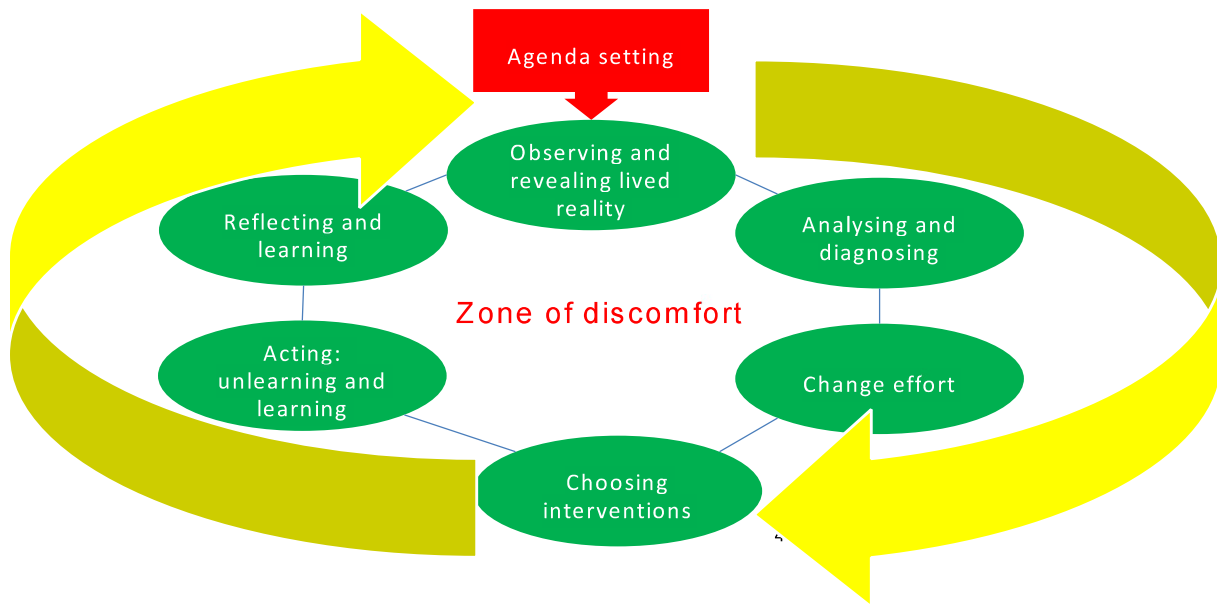 Agenda setting
Observing and
revealing lived
reality
Analysing and
diagnosing
Change effort
Choosing
interventions
Acting:
unlearning and
learning
Reflecting and
learning
Zone of discomfort